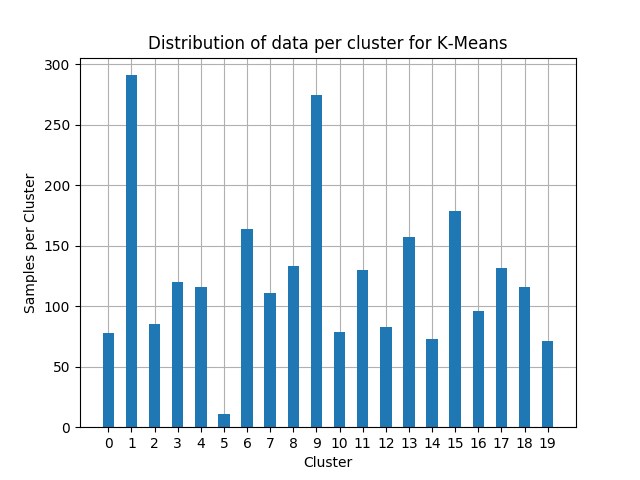 Distribution of data per cluster for K-Means
300
250
200
150
100
50
0
Samples per Cluster
0 1 2 3 4 5 6 7 8 9 10 11 12 13 14 15 16 17 18 19
Cluster